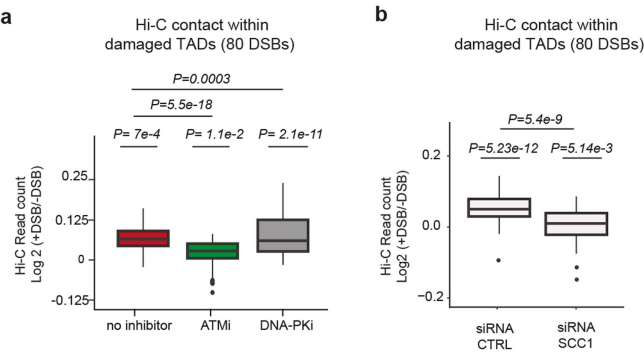 a
Hi-C contact within
damaged TADs (80 DSBs)
P=0.0003
P=5.5e-18
P= 7e-4 P= 1.1e-2 P= 2.1e-11
Hi-C Read count
Log 2 (+DSB/-DSB)
0.25
0.125
0
-0.125
no inhibitor ATMi DNA-PKi
b
Hi-C contact within
damaged TADs (80 DSBs)
P=5.4e-9
P=5.23e-12 P=5.14e-3
Hi-C Read count
Log2 (+DSB/-DSB)
0.2
0.0
−0.2
siRNA CTRL
siRNA SCC1